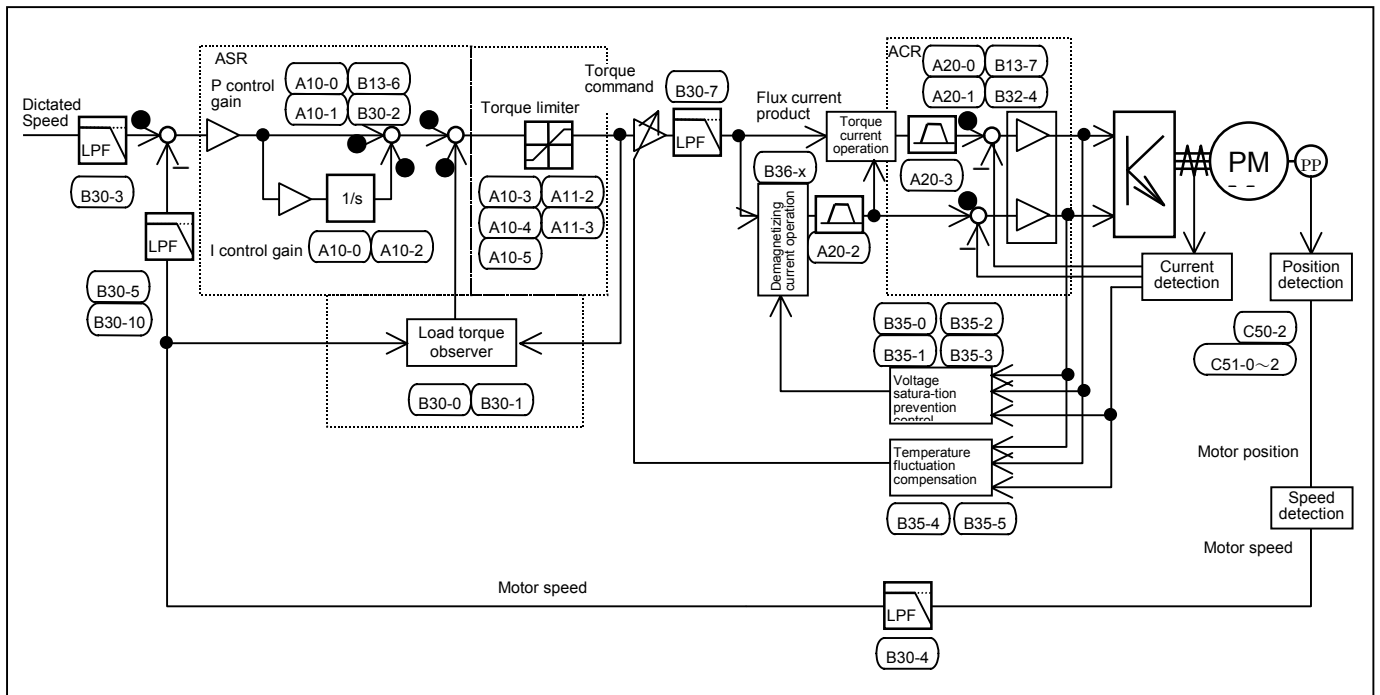 ASR
P control
gain
A10-0 B13-6
A10-1 B30-2
Dictated
Speed
LPF
B30-3
1/s
I control gain A10-0 A10-2
LPF
B30-5
B30-10
Torque limiter
A10-3 A11-2
A10-4 A11-3
A10-5
Load torque
observer
B30-0 B30-1
Torque
command
B30-7
LPF
Flux current
product
Torque
current
operation
B36-x
Demagnetizing
current operation
A20-2
ACR
A20-0 B13-7
A20-1 B32-4
A20-3
PM
PP
Current
detection
Position
detection
C50-2
C51-0～2
B35-0 B35-2
B35-1 B35-3
Voltage
satura-tion
prevention
control
Temperature
fluctuation
compensation
B35-4 B35-5
Motor position
Speed
detection
Motor speed
Motor speed
LPF
B30-4